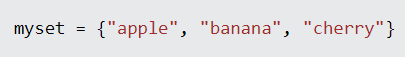 myset = {"apple", "banana", "cherry"}